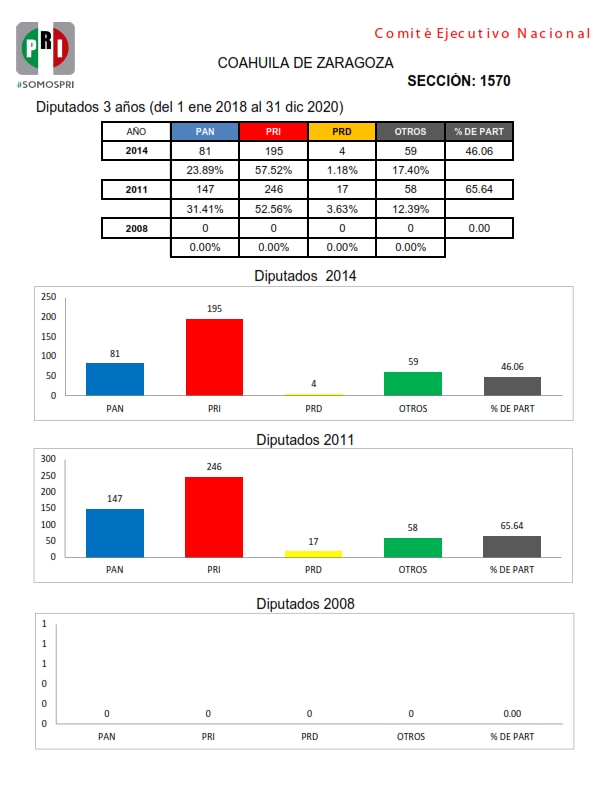 Comité Ejecutivo Nacional
PRI
#SOMOSPRI
COAHUILA DE ZARAGOZA
SECCIÓN: 1570
Diputados 3 años (del 1 ene 2018 al 31 dic 2020)
AÑO PAN PRI PRD OTROS % DE PART
2014 81 195 4 59 46.06
23.89% 57.52% 1.18% 17.40%
2011 147 246 17 58 65.64
31.41% 52.56% 3.63% 12.39%
2008 0 0 0 0 0.00
0.00% 0.00% 0.00% 0.00%
Diputados 2014
250
200
150
100
50
0
81 195 4 59 46.06
PAN PRI PRD OTROS % DE PART
Diputados 2011
300
250
200
150
100
50
0
147 246 17 58 65.64
PAN PRI PRD OTROS % DE PART
Diputados 2008
1
1
1
0
0
0
0 0 0 0 0.00
PAN PRI PRD OTROS % DE PART